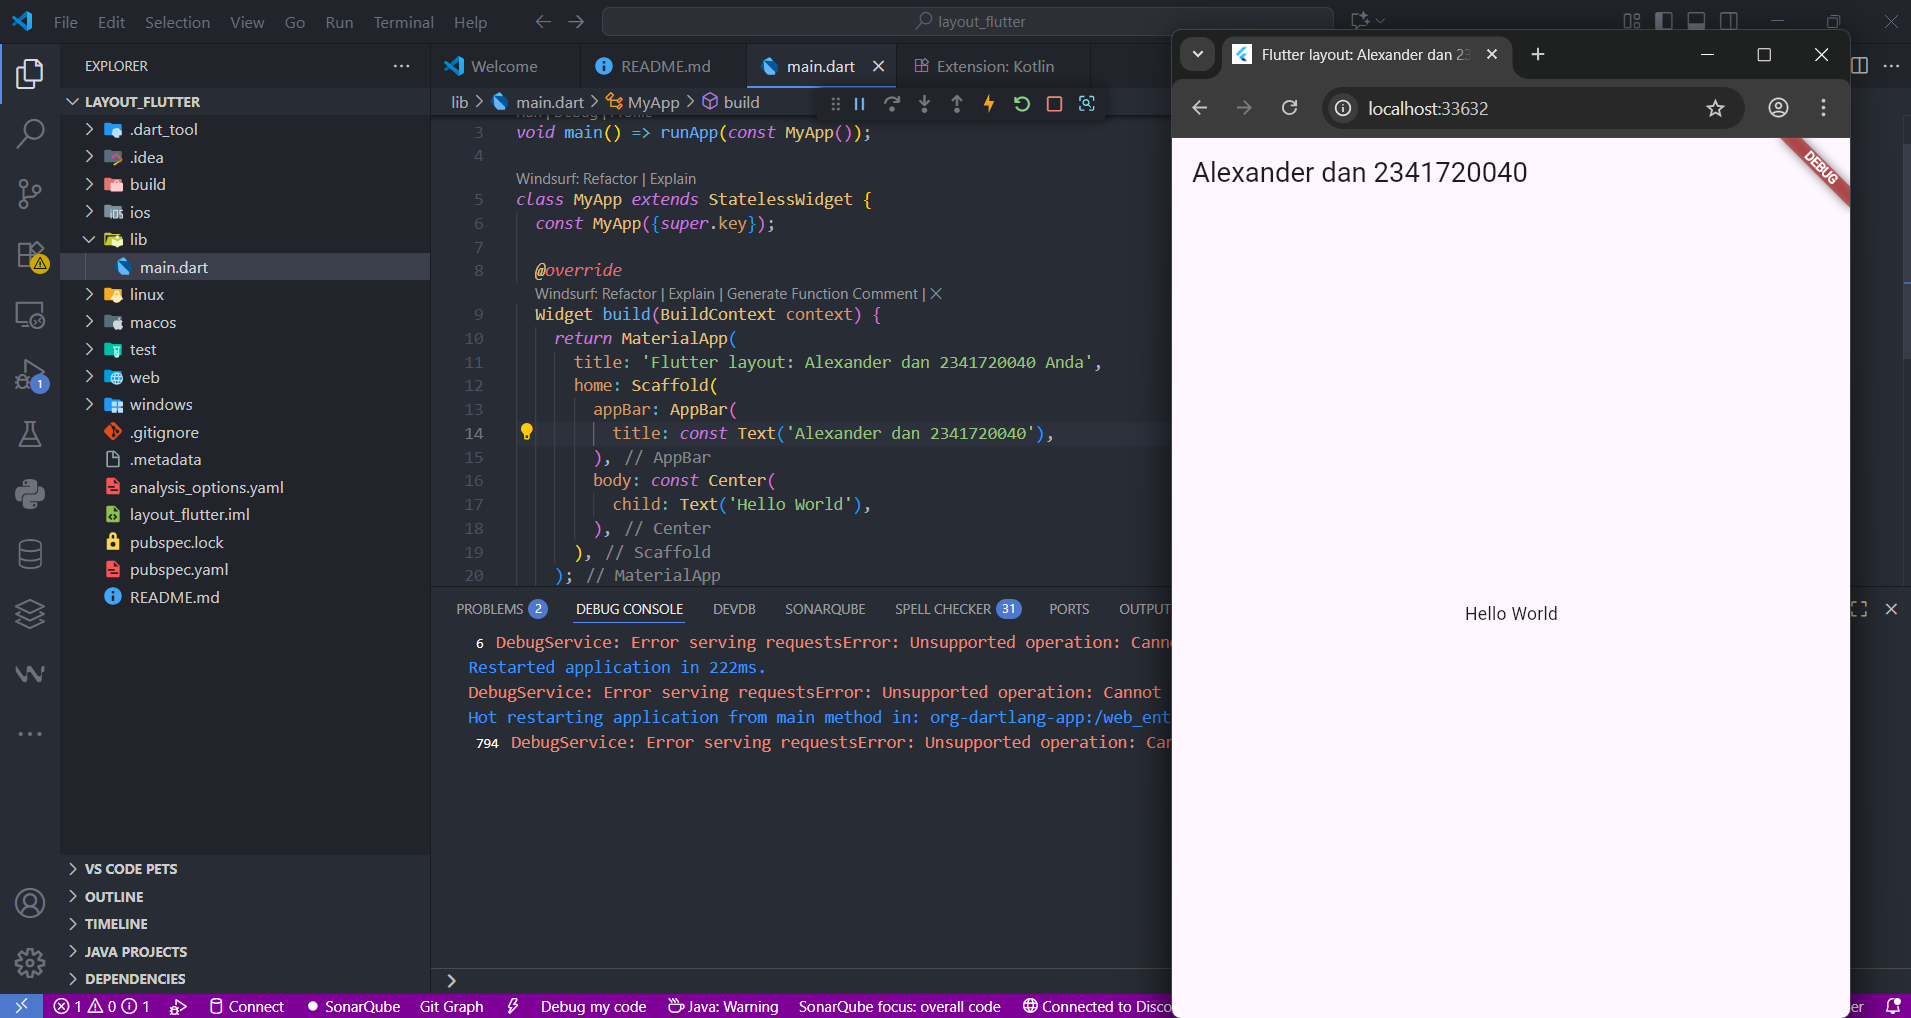 File Edit Selection View Go Run Terminal Help
layout_flutter
EXPLORER
LAYOUT_FLUTTER
.dart_tool
.idea
build
ios
lib
main.dart
linux
macos
test
web
windows
.gitignore
.metadata
analysis_options.yaml
layout_flutter.iml
pubspec.lock
pubspec.yaml
README.md
VS CODE PETS
OUTLINE
TIMELINE
JAVA PROJECTS
DEPENDENCIES
1
Welcome README.md main.dart Extension: Kotlin
lib > main.dart > MyApp > build
Run | Debug | Profile
3 void main() => runApp(const MyApp());
4
Windsurf: Refactor | Explain
5 class MyApp extends StatelessWidget {
6 const MyApp({super.key});
7
8 @override
Windsurf: Refactor | Explain | Generate Function Comment | ×
9 Widget build(BuildContext context) {
10 return MaterialApp(
11 title: 'Flutter layout: Alexander dan 2341720040 Anda',
12 home: Scaffold(
13 appBar: AppBar(
14 title: const Text('Alexander dan 2341720040'),
15 ), // AppBar
16 body: const Center(
17 child: Text('Hello World'),
18 ), // Center
19 ), // Scaffold
20 ); // MaterialApp
PROBLEMS 2 DEBUG CONSOLE DEVDB SONARQUBE SPELL CHECKER 31 PORTS OUTPUT
6 DebugService: Error serving requestsError: Unsupported operation: Cann
Restarted application in 222ms.
DebugService: Error serving requestsError: Unsupported operation: Cannot
Hot restarting application from main method in: org-dartlang-app:/web_ent
794 DebugService: Error serving requestsError: Unsupported operation: Can
>
1 0 1 Connect SonarQube Git Graph Debug my code Java: Warning SonarQube focus: overall code Connected to Disco
er
Flutter layout: Alexander dan 23
localhost:33632
Alexander dan 2341720040
DEBUG
Hello World